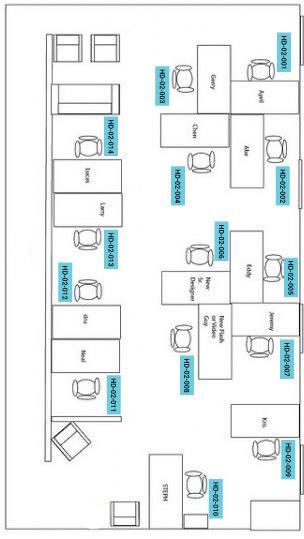 HD-02-001
April
Gerry
HD-02-003
Chem
Abe
HD-02-002
HD-02-004
HD-02-014
Lucas
Larry
HD-02-013
HD-02-012
dru
Neal
HD-02-011
HD-02-006
Eddy
HD-02-005
New
Sr.
Designer
New Flash
or Video
Guy
Jeremy
HD-02-007
HD-02-008
Kris
HD-02-009
STEPH
HD-02-010